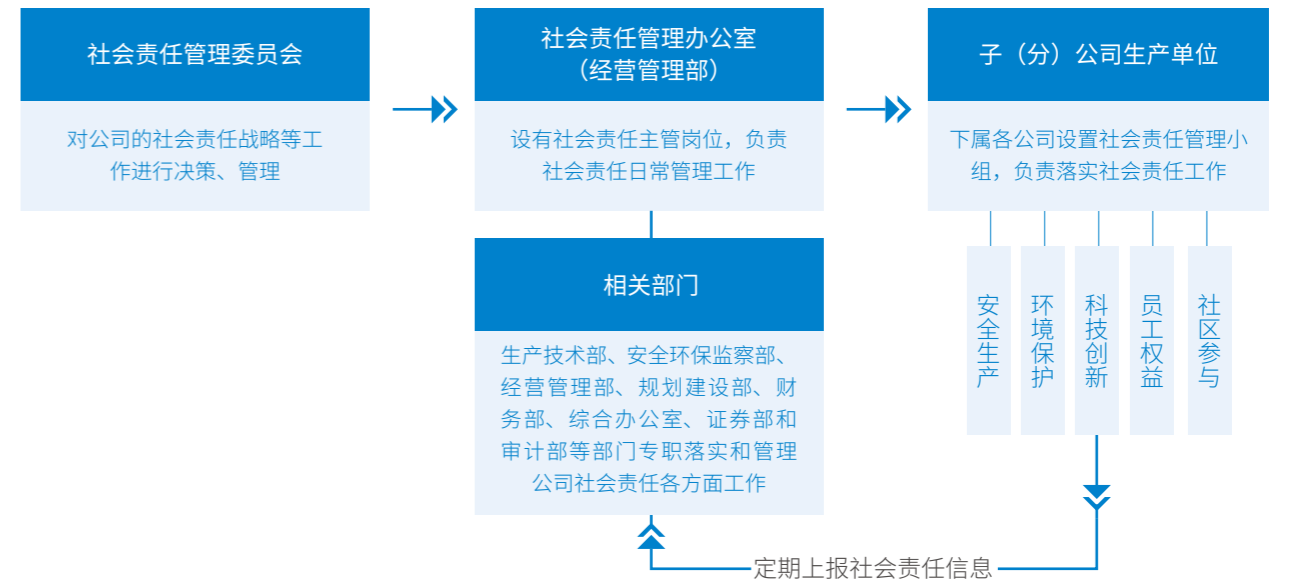 社会责任管理委员会
对公司的社会责任战略等工
作进行决策、管理
社会责任管理办公室
（经营管理部）
设有社会责任主管岗位，负责
社会责任日常管理工作
子（分）公司生产单位
下属各公司设置社会责任管理小
组，负责落实社会责任工作
相关部门
生产技术部、安全环保监察部、
经营管理部、规划建设部、财
务部、综合办公室、证券部和
审计部等部门专职落实和管理
公司社会责任各方面工作
安全生产
环境保护
科技创新
员工权益
社区参与
定期上报社会责任信息